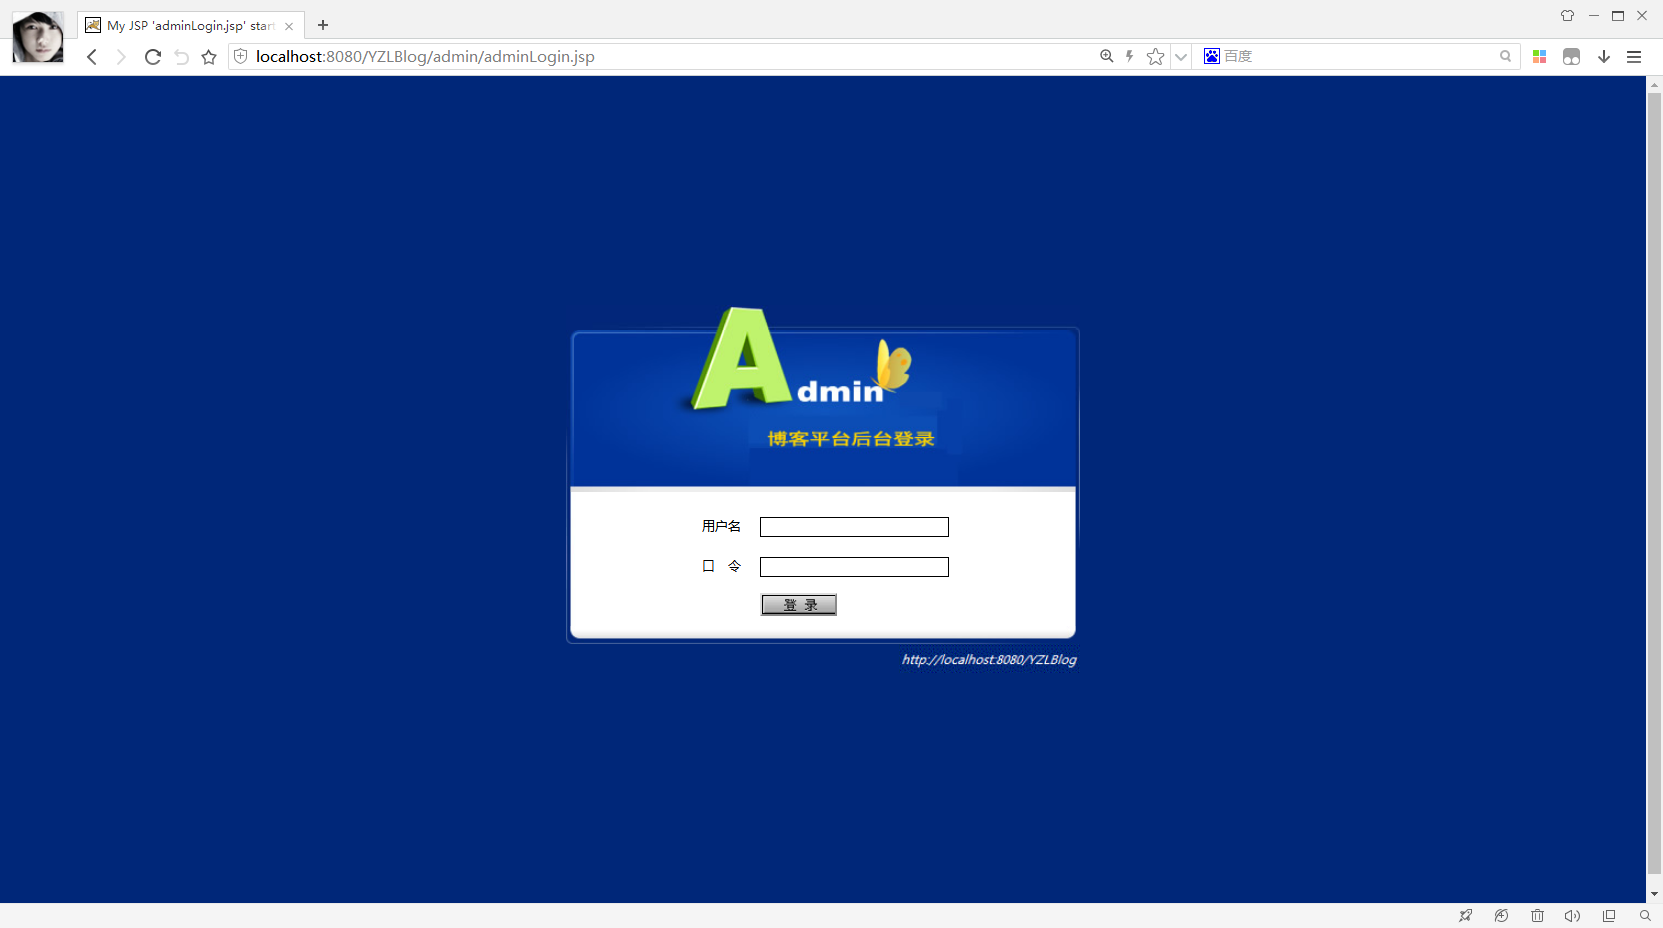 My JSP 'adminLogin.jsp' start
localhost:8080/YZLBlog/admin/adminLogin.jsp
百度
Admin
博客平台后台登录
用户名
口 令
登 录
http://localhost:8080/YZLBlog